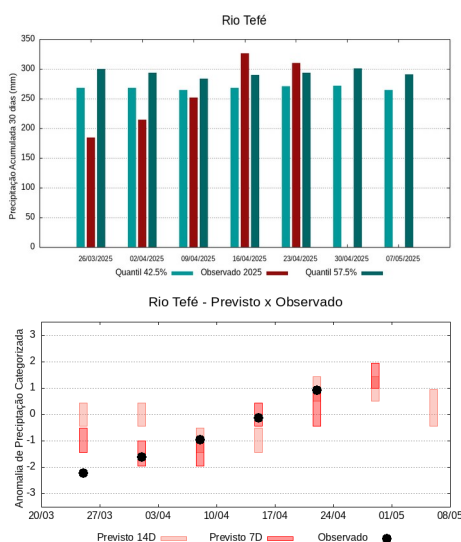 Rio Tefé
Precipitação Acumulada 30 dias (mm)
350
300
250
200
150
100
50
0
26/03/2025 02/04/2025 09/04/2025 16/04/2025 23/04/2025 30/04/2025 07/05/2025
Quantil 42.5% Observado 2025 Quantil 57.5%
Rio Tefé - Previsto x Observado
Anomalia de Preciptação Categorizada
3
2
1
0
-1
-2
-3
20/03 27/03 03/04 10/04 17/04 24/04 01/05 08/05
Previsto 14D Previsto 7D Observado